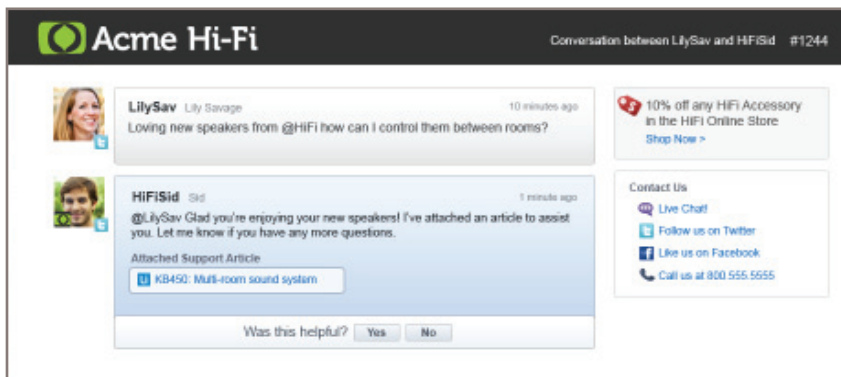 Acme Hi-Fi
Conversation between LilySav and HiFiSid #1244
LilySav Lily Savage 10 minutes ago
Loving new speakers from @HiFi how can I control them between rooms?
HiFiSid Sid 1 minute ago
@LilySav Glad you're enjoying your new speakers! I've attached an article to assist
you. Let me know if you have any more questions.
Attached Support Article
KB450: Multi-room sound system
Was this helpful? Yes No
10% off any HiFi Accessory
in the HiFi Online Store
Shop Now >
Contact Us
Live Chat!
Follow us on Twitter
Like us on Facebook
Call us at 800.555.5555